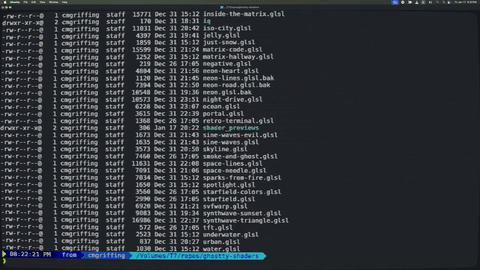 -rw-r--r--@ 1 cmgriffing staff 15771 Dec 31 15:12 inside-the-matrix.glsl
drwxr-xr-x@ 2 cmgriffing staff 170 Dec 31 18:31 iq
-rw-r--r--@ 1 cmgriffing staff 11031 Dec 31 20:42 iso-city.glsl
-rw-r--r--@ 1 cmgriffing staff 4397 Dec 31 19:41 jelly.glsl
-rw-r--r--@ 1 cmgriffing staff 1859 Dec 31 15:12 just-snow.glsl
-rw-r--r--@ 1 cmgriffing staff 15599 Dec 31 21:24 matrix-code.glsl
-rw-r--r--@ 1 cmgriffing staff 1252 Dec 31 15:12 matrix-hallway.glsl
-rw-r--r--@ 1 cmgriffing staff 219 Dec 26 17:05 negative.glsl
-rw-r--r--@ 1 cmgriffing staff 4804 Dec 31 21:56 neon-heart.glsl
-rw-r--r--@ 1 cmgriffing staff 1120 Dec 31 21:45 neon-lines.glsl.bak
-rw-r--r--@ 1 cmgriffing staff 7394 Dec 31 22:50 neon-road.glsl.bak
-rw-r--r--@ 1 cmgriffing staff 10548 Dec 31 19:36 neon.glsl.bak
-rw-r--r--@ 1 cmgriffing staff 10573 Dec 31 23:51 night-drive.glsl
-rw-r--r--@ 1 cmgriffing staff 6228 Dec 31 23:07 ocean.glsl
-rw-r--r--@ 1 cmgriffing staff 3615 Dec 31 22:39 portal.glsl
-rw-r--r--@ 1 cmgriffing staff 1368 Dec 26 17:05 retro-terminal.glsl
drwxr-xr-x@ 2 cmgriffing staff 306 Jan 17 20:22 shader_previews
-rw-r--r--@ 1 cmgriffing staff 1635 Dec 31 21:43 sine-waves-evil.glsl
-rw-r--r--@ 1 cmgriffing staff 1635 Dec 31 21:43 sine-waves.glsl
-rw-r--r--@ 1 cmgriffing staff 3573 Dec 31 20:50 skyline.glsl
-rw-r--r--@ 1 cmgriffing staff 7460 Dec 26 17:05 smoke-and-ghost.glsl
-rw-r--r--@ 1 cmgriffing staff 11631 Dec 31 22:08 space-lines.glsl
-rw-r--r--@ 1 cmgriffing staff 7091 Dec 31 21:06 space-needle.glsl
-rw-r--r--@ 1 cmgriffing staff 7034 Dec 31 15:12 sparks-from-fire.glsl
-rw-r--r--@ 1 cmgriffing staff 1650 Dec 31 15:12 spotlight.glsl
-rw-r--r--@ 1 cmgriffing staff 3560 Dec 26 17:05 starfield-colors.glsl
-rw-r--r--@ 1 cmgriffing staff 2990 Dec 26 17:05 starfield.glsl
-rw-r--r--@ 1 cmgriffing staff 6920 Dec 31 21:21 svfwarp.glsl
-rw-r--r--@ 1 cmgriffing staff 9083 Dec 31 19:34 synthwave-sunset.glsl
-rw-r--r--@ 1 cmgriffing staff 16986 Dec 31 22:37 synthwave-triangle.glsl
-rw-r--r--@ 1 cmgriffing staff 572 Dec 26 17:05 tft.glsl
-rw-r--r--@ 1 cmgriffing staff 2523 Dec 31 15:12 underwater.glsl
-rw-r--r--@ 1 cmgriffing staff 837 Dec 31 20:27 urban.glsl
-rw-r--r--@ 1 cmgriffing staff 1030 Dec 31 15:12 water.glsl
08:22:21 PM from cmgriffing /Volumes/T7/repos/ghostty-shaders